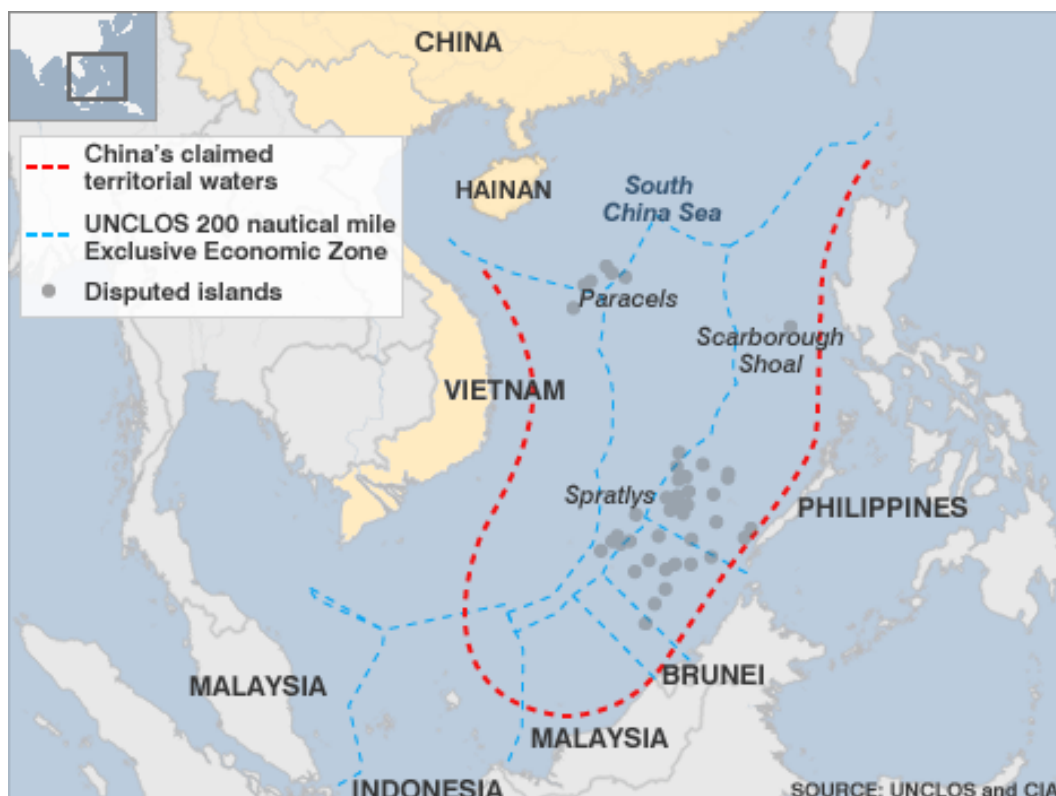 CHINA
China's claimed
territorial waters
UNCLOS 200 nautical mile
Exclusive Economic Zone
Disputed islands
HAINAN
South
China Sea
Paracels
Scarborough
Shoal
VIETNAM
Spratlys
PHILIPPINES
MALAYSIA
BRUNEI
MALAYSIA
INDONESIA
SOURCE: UNCLOS and CIA